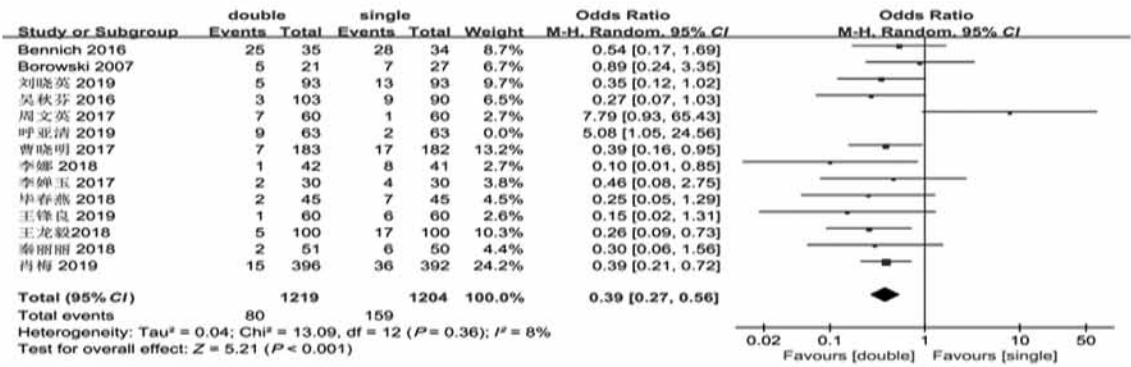 double single Odds Ratio Odds Ratio
Study or Subgroup Events Total Events Total Weight M-H, Random, 95% CI M-H, Random, 95% CI
Bennich 2016 25 35 28 34 8.7% 0.54 [0.17, 1.69]
Borowski 2007 5 21 7 27 6.5% 0.89 [0.24, 3.35]
刘晓英 2019 5 93 13 93 9.7% 0.35 [0.12, 1.02]
吴秋芬 2016 3 103 9 90 6.5% 0.27 [0.07, 1.03]
周文英 2017 7 60 1 60 2.7% 7.79 [0.93, 65.43]
呼亚清 2019 9 63 2 63 0.0% 5.08 [1.05, 24.56]
曹晓明 2017 7 183 17 182 13.2% 0.39 [0.16, 0.95]
李娜 2018 1 42 8 41 2.7% 0.10 [0.01, 0.85]
李婵玉 2017 2 30 4 30 3.8% 0.46 [0.08, 2.75]
毕春燕 2018 2 45 7 45 4.5% 0.25 [0.05, 1.29]
王锋良 2019 1 60 6 60 2.6% 0.15 [0.02, 1.31]
王龙毅2018 5 100 17 100 10.3% 0.26 [0.09, 0.73]
秦丽丽 2018 2 51 6 50 4.4% 0.30 [0.06, 1.56]
肖梅 2019 15 396 36 392 24.2% 0.39 [0.21, 0.72]
Total (95% CI) 1219 1204 100.0% 0.39 [0.27, 0.56]
Total events 80 159
Heterogeneity: Tau² = 0.04; Chi² = 13.09, df = 12 (P = 0.36); I² = 8%
Test for overall effect: Z = 5.21 (P < 0.001)
0.02 0.1 1 10 50
Favours [double] Favours [single]